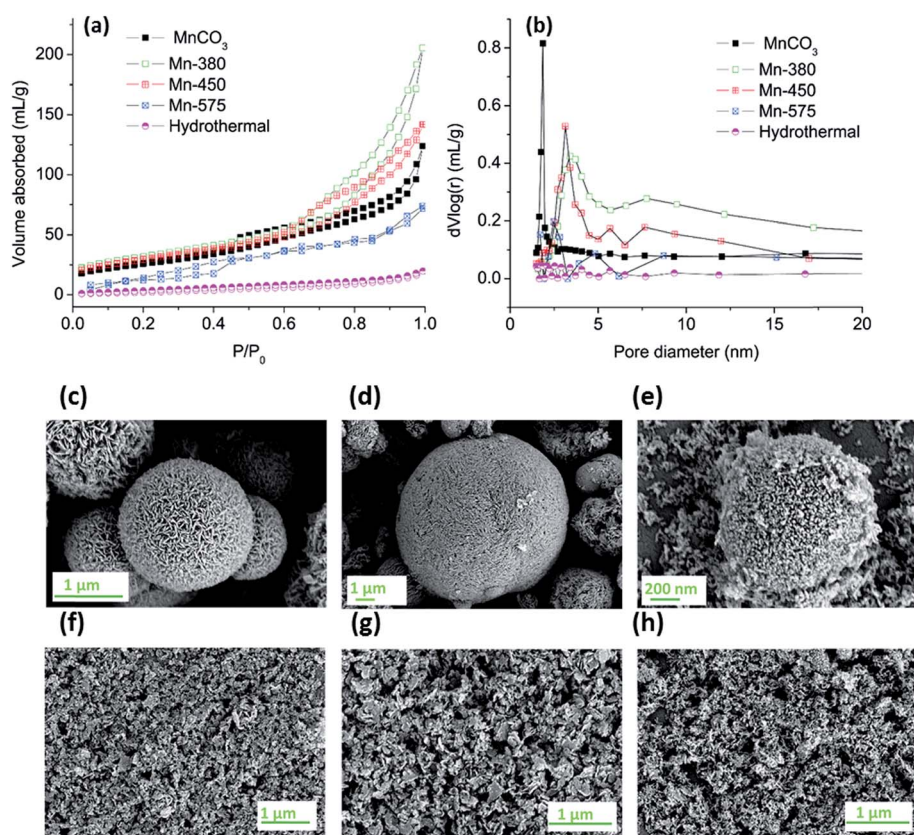 (a)
MnCO₃
Mn-380
Mn-450
Mn-575
Hydrothermal
200
150
100
50
0
Volume absorbed (mL/g)
0.0 0.2 0.4 0.6 0.8 1.0
P/P₀
(b)
MnCO₃
Mn-380
Mn-450
Mn-575
Hydrothermal
0.8
0.6
0.4
0.2
0.0
dVlog(r) (mL/g)
0 5 10 15 20
Pore diameter (nm)
(c) (d) (e)
1 μm
1 μm
200 nm
(f) (g) (h)
1 μm
1 μm
1 μm